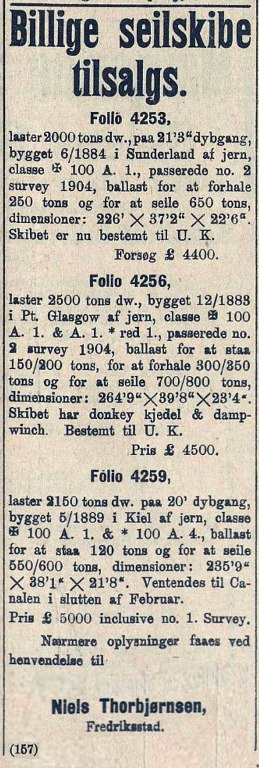 Billige seilskibe
tilsalgs.
Folio 4253,
laster 2000 tons dw., paa 21'3" dybgang,
bygget 6/1884 i Sunderland af jern,
classe ✠ 100 A. 1., passerede no. 2
survey 1904, ballast for at forhale
250 tons og for at seile 650 tons,
dimensioner: 226' × 37'2" × 22'6".
Skibet er nu bestemt til U. K.
Forsøg £ 4400.
Folio 4256,
laster 2500 tons dw., bygget 12/1883
i Pt. Glasgow af jern, classe ✠ 100
A. 1. & A. 1. * red 1., passerede no.
2 survey 1904, ballast for at staa
150/200 tons, for at forhale 300/350
tons og for at seile 700/800 tons,
dimensioner: 264'9"×39'8"×23'4".
Skibet har donkey kjedel & damp-
winch. Bestemt til U. K.
Pris £ 4500.
Folio 4259,
laster 2150 tons dw. paa 20' dybgang,
bygget 5/1889 i Kiel af jern, classe
✠ 100 A. 1. & * 100 A. 4., ballast
for at staa 120 tons og for at seile
550/600 tons, dimensioner: 235'9"
× 38'1" × 21'8". Ventendes til Ca-
nalen i slutten af Februar.
Pris £ 5000 inclusive no. 1. Survey.
Nærmere oplysninger faaes ved
henvendelse til
Niels Thorbjørnsen,
Fredriksstad.
(157)